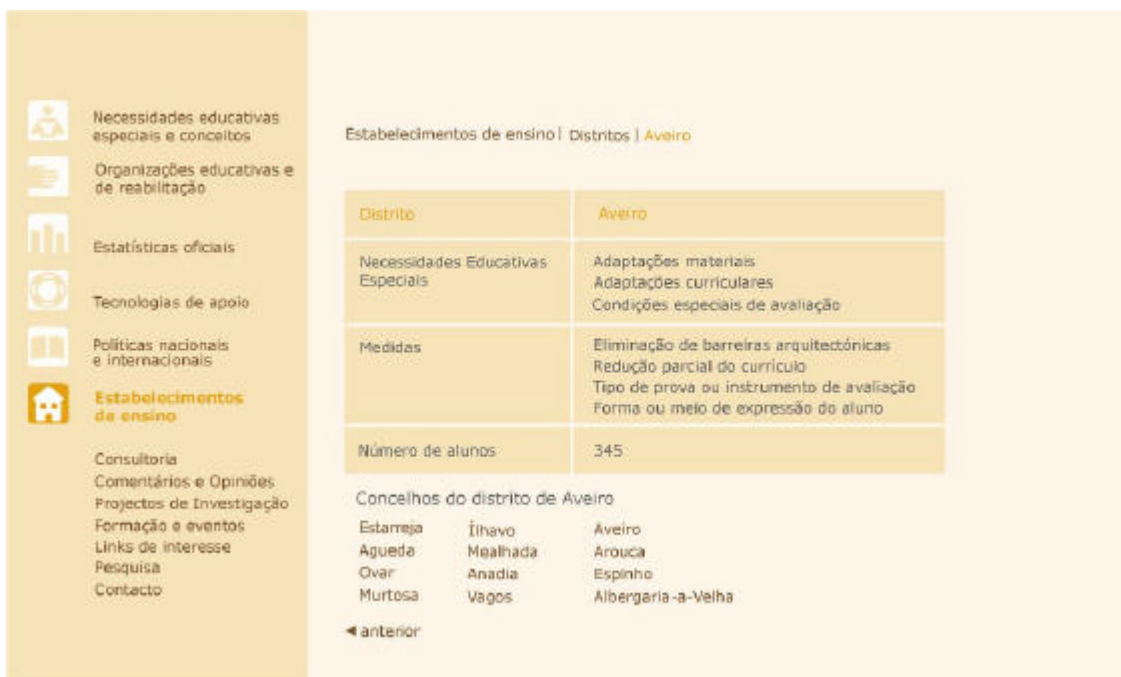 Necessidades educativas
especiais e conceitos
Organizações educativas e
de reabilitação
Estatísticas oficiais
Tecnologias de apoio
Políticas nacionais
e internacionais
Estabelecimentos
de ensino
Consultoria
Comentários e Opiniões
Projectos de Investigação
Formação e eventos
Links de interesse
Pesquisa
Contacto
Estabelecimentos de ensino | Distritos | Aveiro
Distrito Aveiro
Necessidades Educativas
Especiais
Adaptações materiais
Adaptações curriculares
Condições especiais de avaliação
Medidas
Eliminação de barreiras arquitectónicas
Redução parcial do currículo
Tipo de prova ou instrumento de avaliação
Forma ou meio de expressão do aluno
Número de alunos 345
Concelhos do distrito de Aveiro
Estarreja Ílhavo Aveiro
Agueda Mealhada Arouca
Ovar Anadia Espinho
Murtosa Vagos Albergaria-a-Velha
◄ anterior